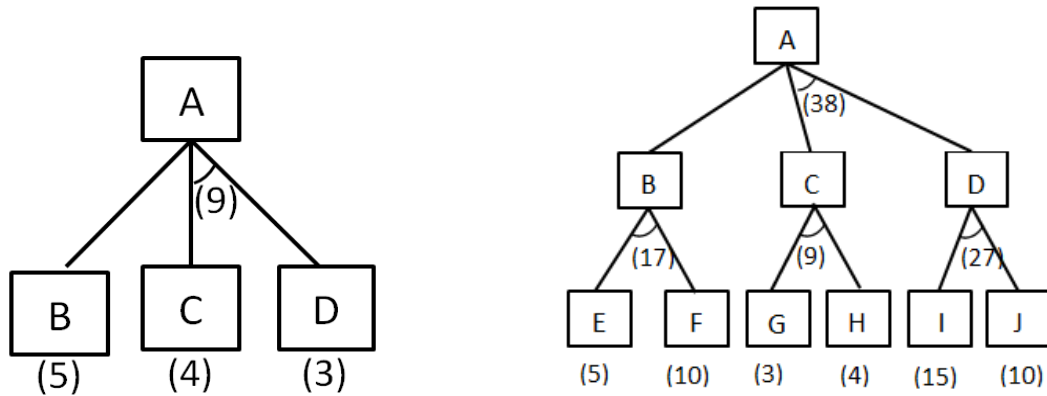 A
(9)
B C D
(5) (4) (3)
A
(38)
B C D
(17) (9) (27)
E F G H I J
(5) (10) (3) (4) (15) (10)